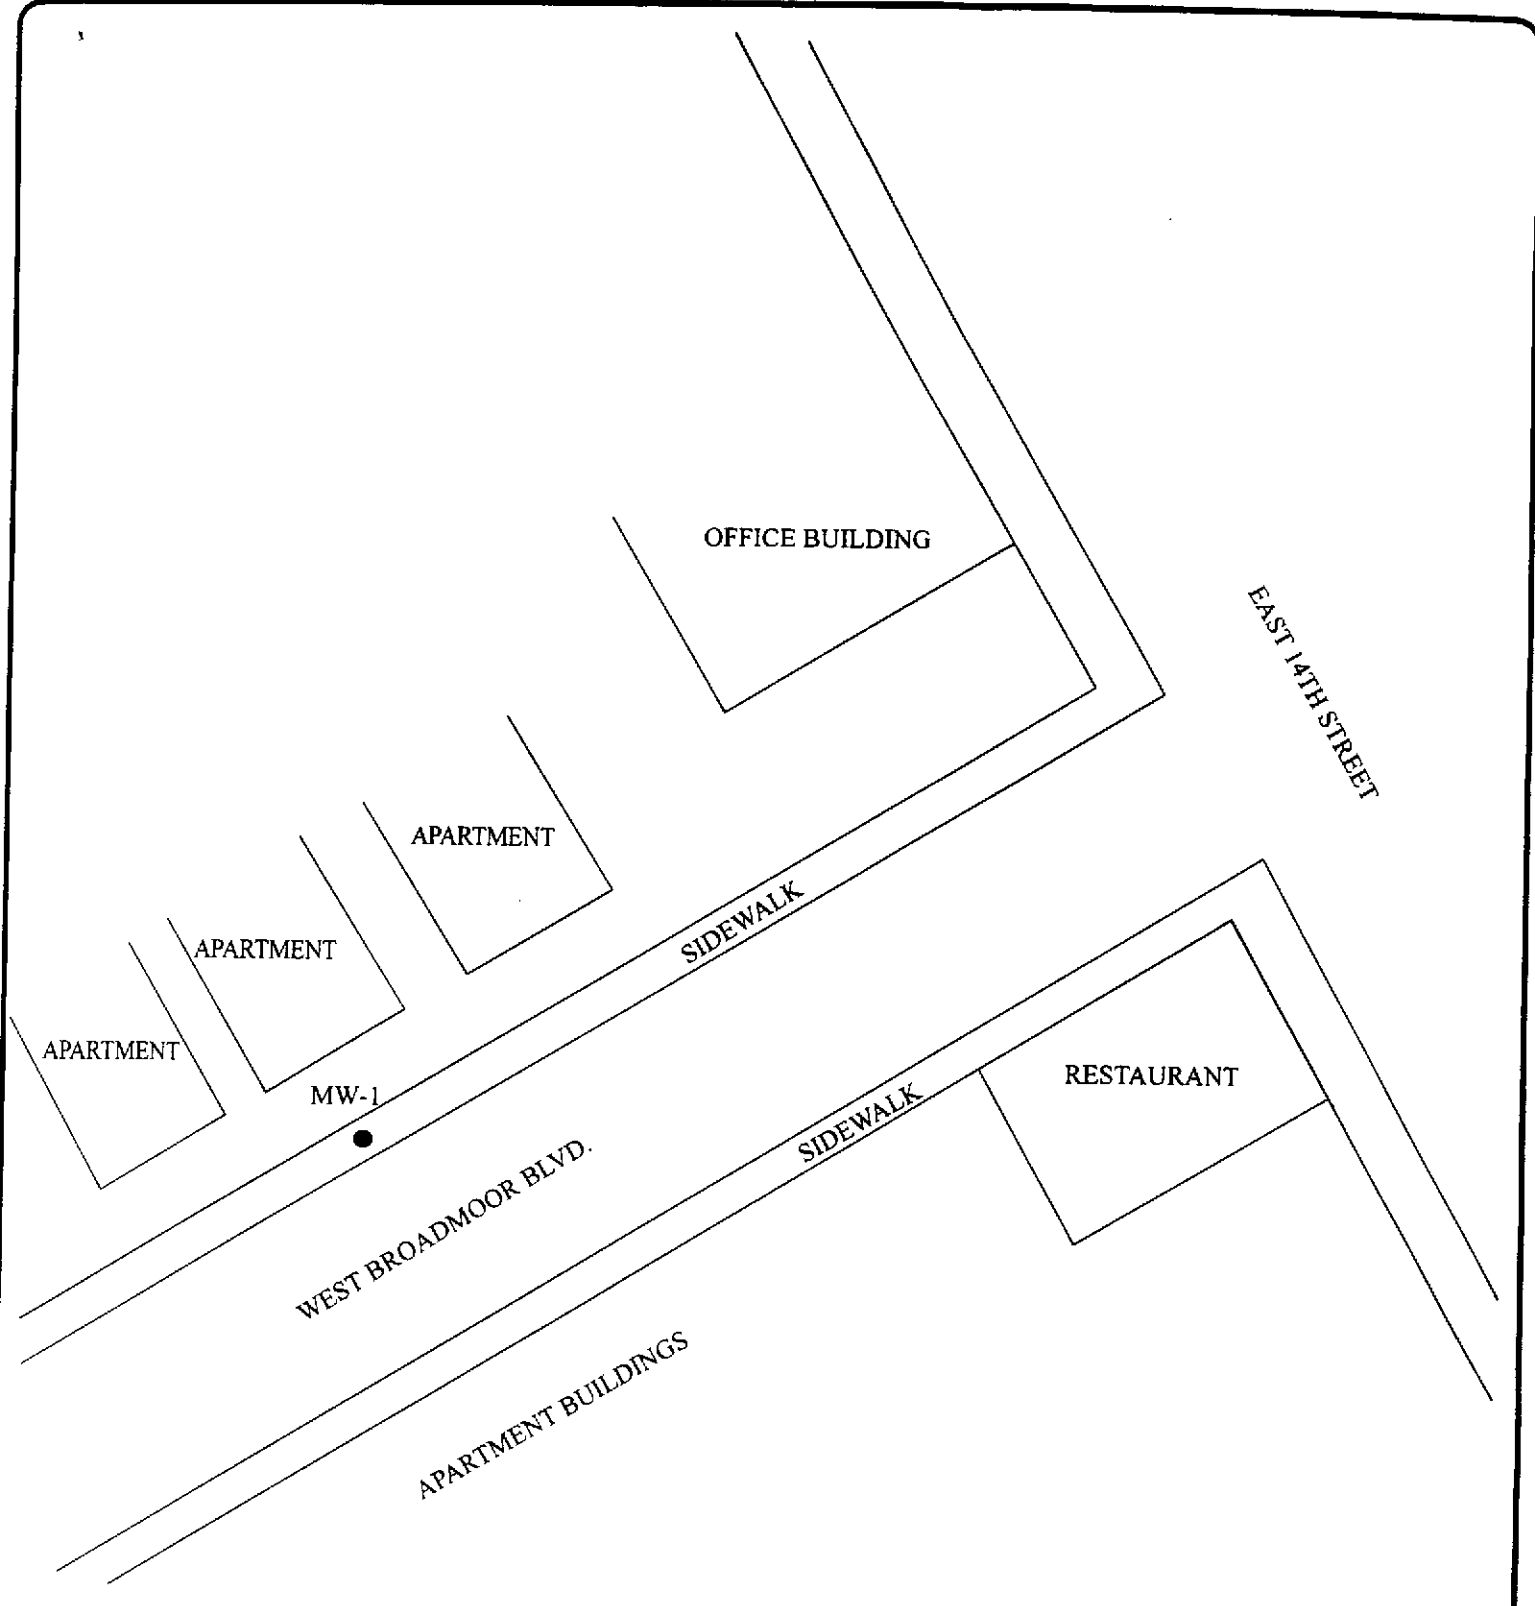 OFFICE BUILDING
EAST 14TH STREET
APARTMENT
SIDEWALK
APARTMENT
APARTMENT
MW-1
RESTAURANT
SIDEWALK
WEST BROADMOOR BLVD.
APARTMENT BUILDINGS